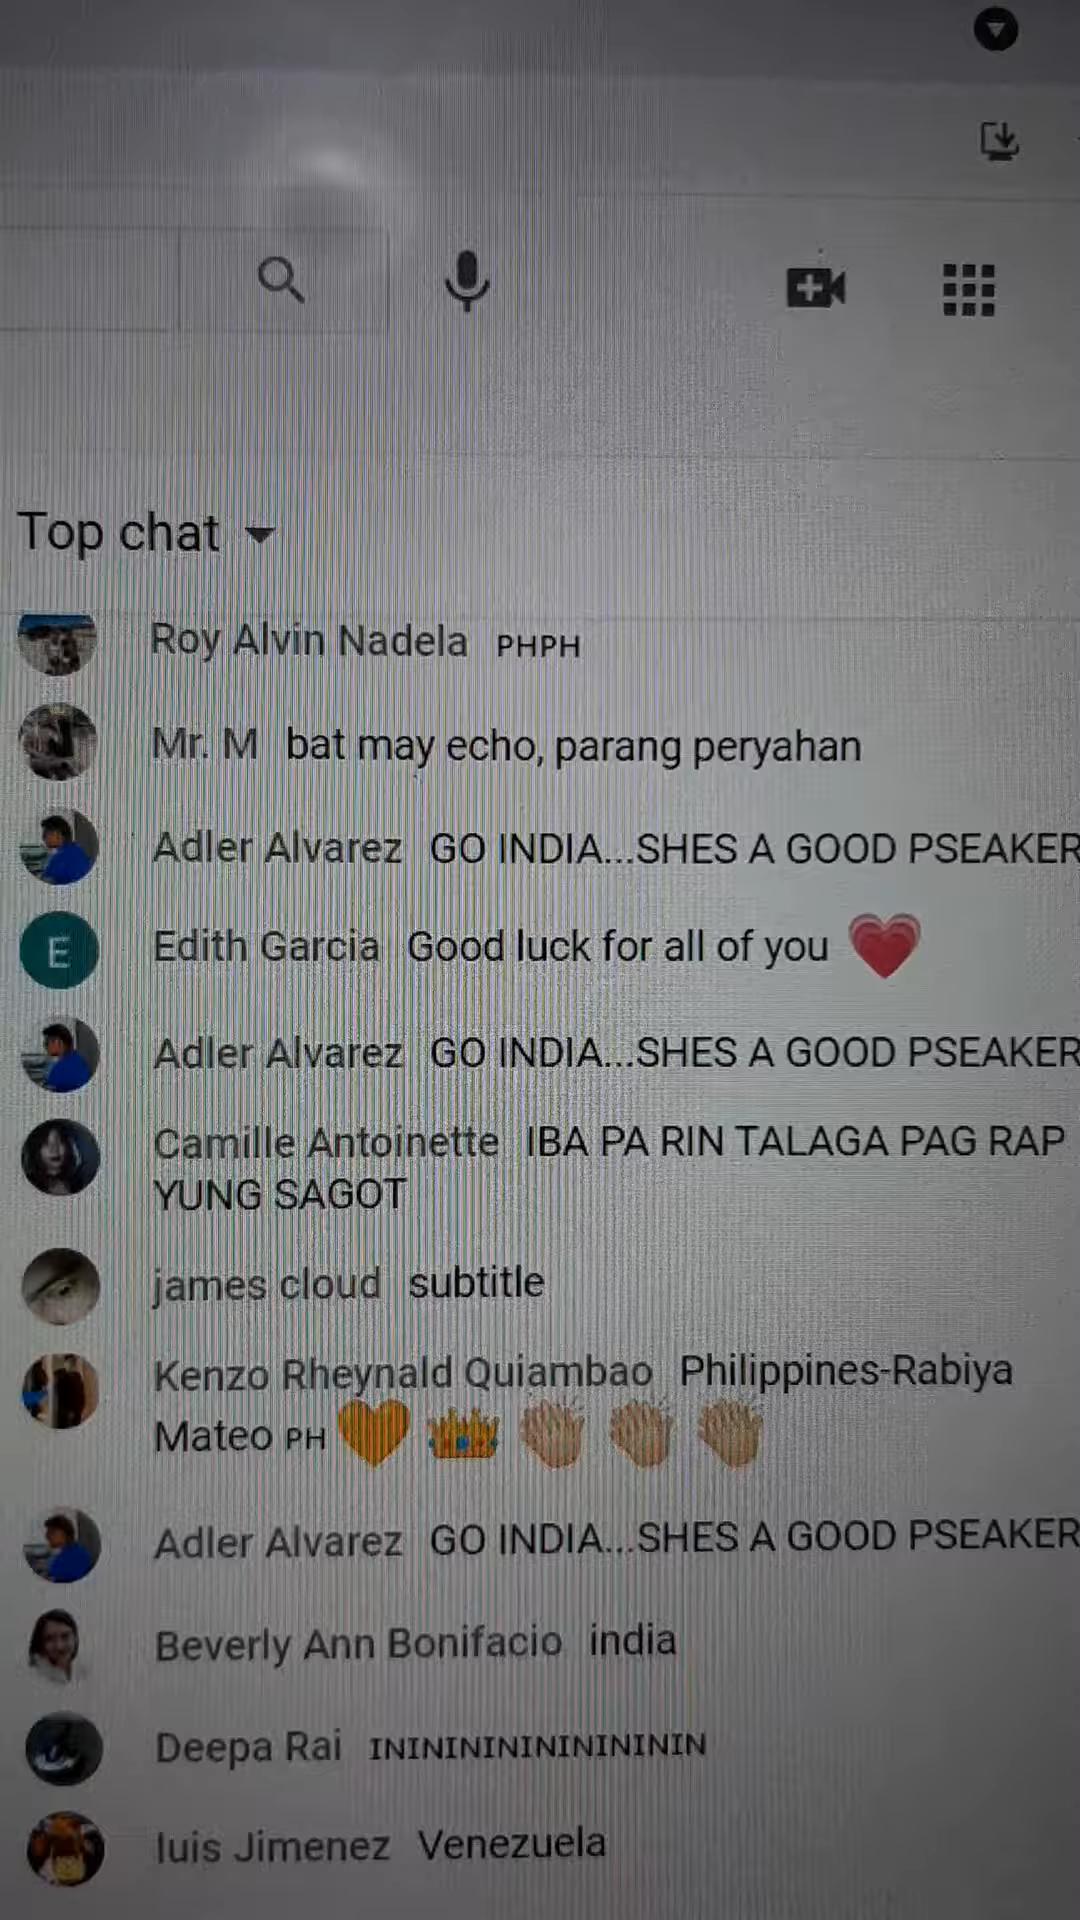 Top chat
Roy Alvin Nadela PHPH
Mr. M bat may echo, parang peryahan
Adler Alvarez GO INDIA...SHES A GOOD PSEAKER
E Edith Garcia Good luck for all of you ❤
Adler Alvarez GO INDIA...SHES A GOOD PSEAKER
Camille Antoinette IBA PA RIN TALAGA PAG RAP
YUNG SAGOT
james cloud subtitle
Kenzo Rheynald Quiambao Philippines-Rabiya
Mateo PH 🧡 👑 👏🏼 👏🏼 👏🏼
Adler Alvarez GO INDIA...SHES A GOOD PSEAKER
Beverly Ann Bonifacio india
Deepa Rai ININININININININ
luis Jimenez Venezuela